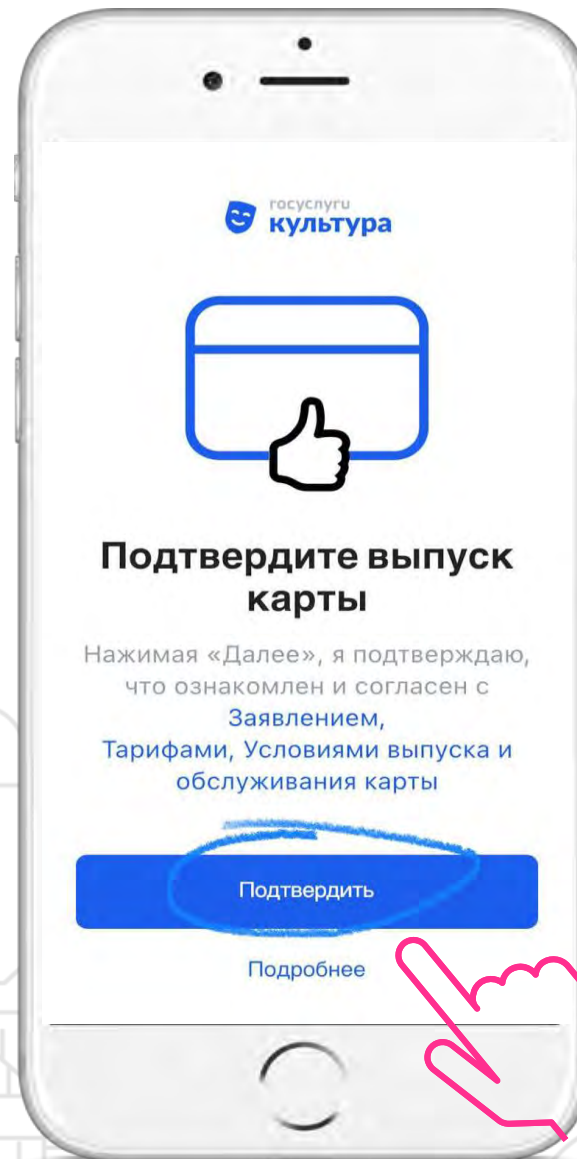 госуслуги
культура
Подтвердите выпуск
карты
Нажимая «Далее», я подтверждаю,
что ознакомлен и согласен с
Заявлением,
Тарифами, Условиями выпуска и
обслуживания карты
Подтвердить
Подробнее